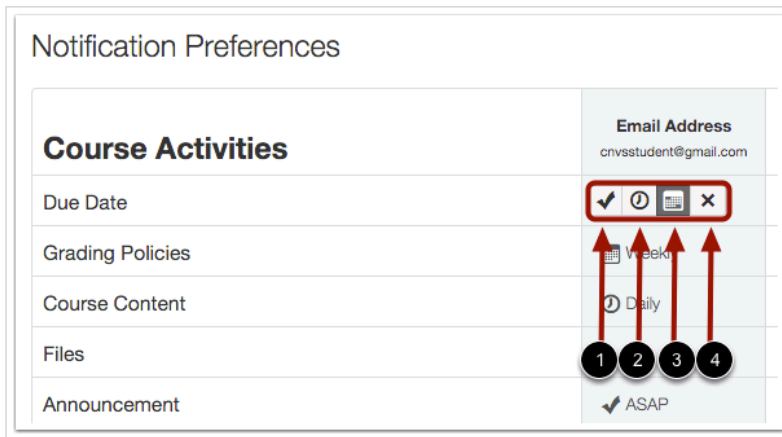 Notification Preferences
Course Activities
Email Address
cnvsstudent@gmail.com
Due Date
Grading Policies
Weekly
Course Content
Daily
Files
1 2 3 4
Announcement
ASAP